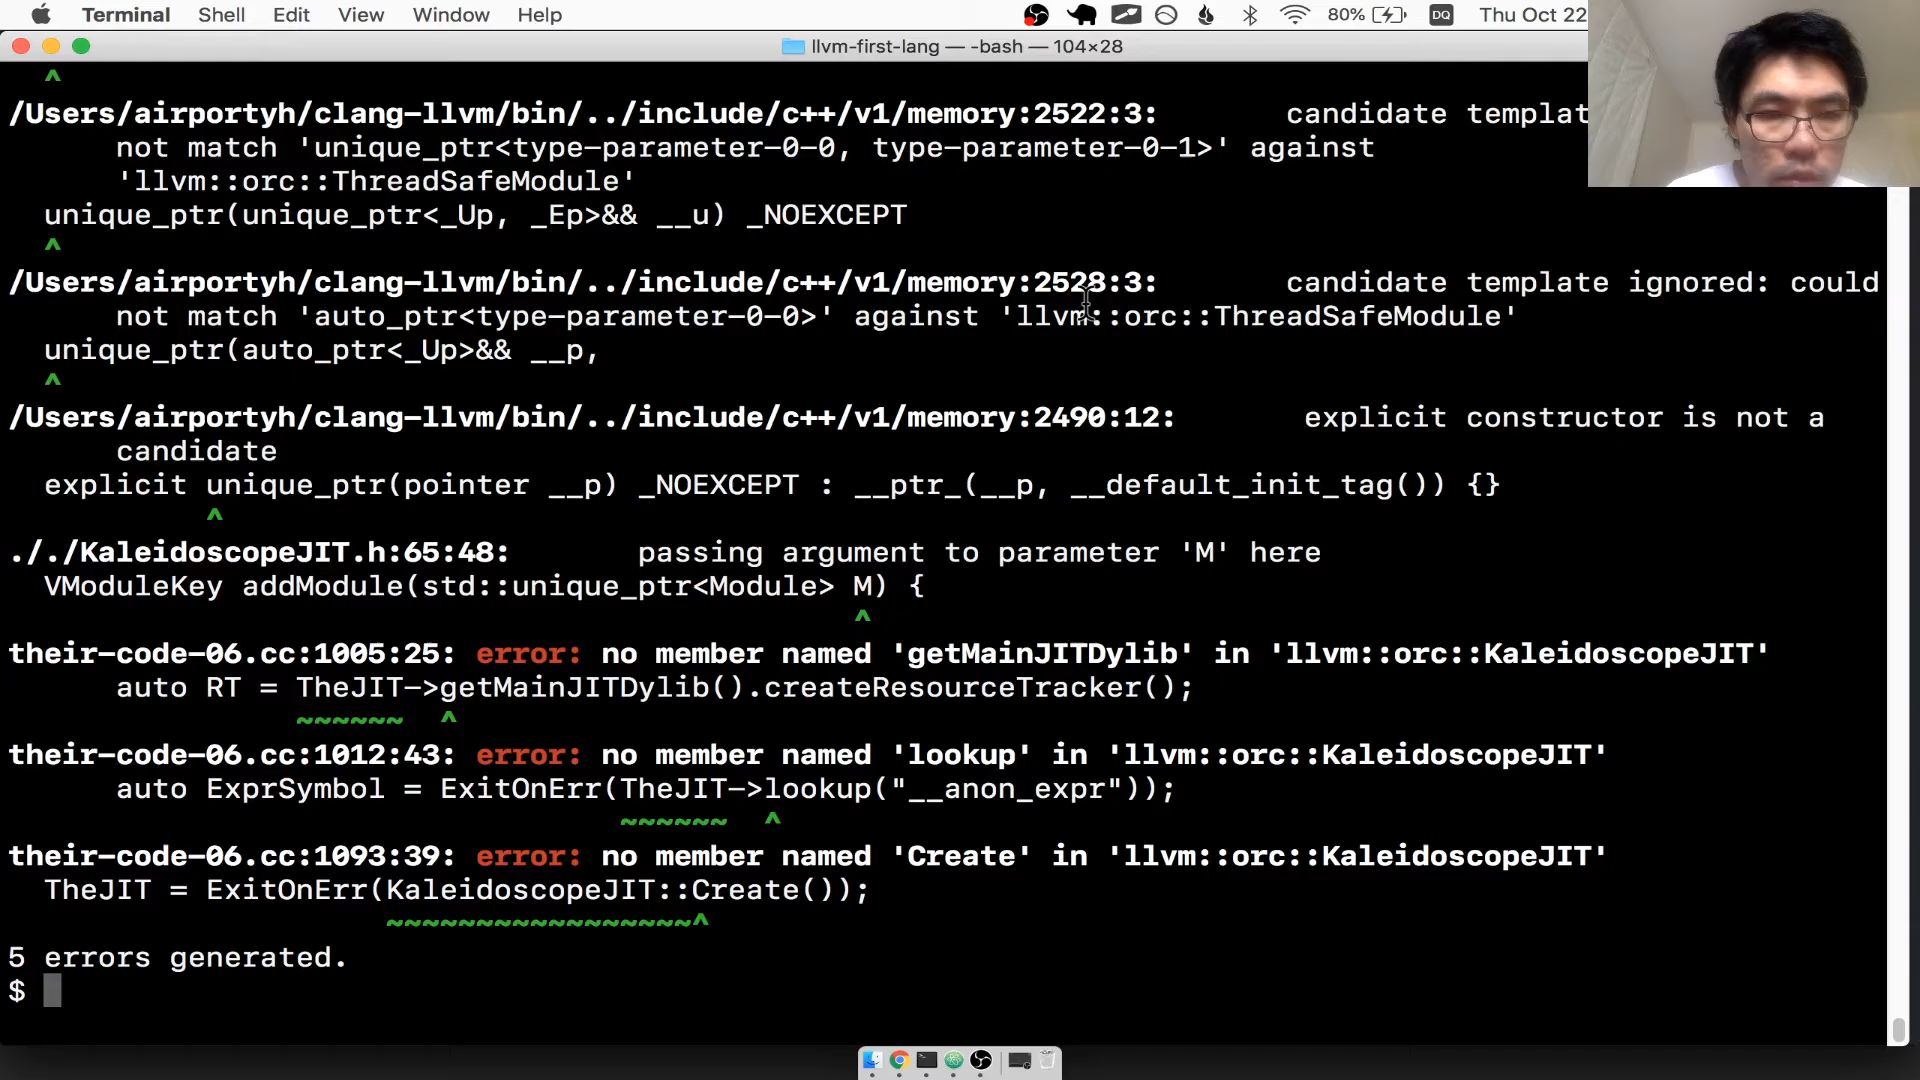 Terminal Shell Edit View Window Help 80% DQ Thu Oct 22
llvm-first-lang — -bash — 104×28
^
/Users/airportyh/clang-llvm/bin/../include/c++/v1/memory:2522:3: candidate templat
not match 'unique_ptr<type-parameter-0-0, type-parameter-0-1>' against
'llvm::orc::ThreadSafeModule'
unique_ptr(unique_ptr<_Up, _Ep>&& __u) _NOEXCEPT
^
/Users/airportyh/clang-llvm/bin/../include/c++/v1/memory:2528:3: candidate template ignored: could
not match 'auto_ptr<type-parameter-0-0>' against 'llvm::orc::ThreadSafeModule'
unique_ptr(auto_ptr<_Up>&& __p,
^
/Users/airportyh/clang-llvm/bin/../include/c++/v1/memory:2490:12: explicit constructor is not a
candidate
explicit unique_ptr(pointer __p) _NOEXCEPT : __ptr_(__p, __default_init_tag()) {}
^
././KaleidoscopeJIT.h:65:48: passing argument to parameter 'M' here
VModuleKey addModule(std::unique_ptr<Module> M) {
^
their-code-06.cc:1005:25: error: no member named 'getMainJITDylib' in 'llvm::orc::KaleidoscopeJIT'
auto RT = TheJIT->getMainJITDylib().createResourceTracker();
~~~~~~ ^
their-code-06.cc:1012:43: error: no member named 'lookup' in 'llvm::orc::KaleidoscopeJIT'
auto ExprSymbol = ExitOnErr(TheJIT->lookup("__anon_expr"));
~~~~~~ ^
their-code-06.cc:1093:39: error: no member named 'Create' in 'llvm::orc::KaleidoscopeJIT'
TheJIT = ExitOnErr(KaleidoscopeJIT::Create());
~~~~~~~~~~~~~~~~~^
5 errors generated.
$